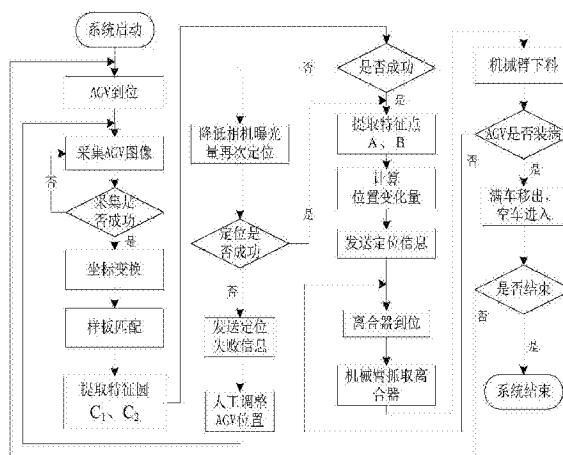 系统启动
AGV到位
采集AGV图像
否
采集是
否成功
是
坐标变换
样板匹配
提取特征圆
C₁、C₂
降低相机曝光
量再次定位
定位是
否成功
是
否
发送定位
失败信息
人工调整
AGV位置
是否成功
否
是
提取特征点
A、B
计算
位置变化量
发送定位信息
离合器到位
机械臂抓取离
合器
机械臂下料
AGV是否装满
否
是
满车移出，
空车进入
是否结束
否
是
系统结束